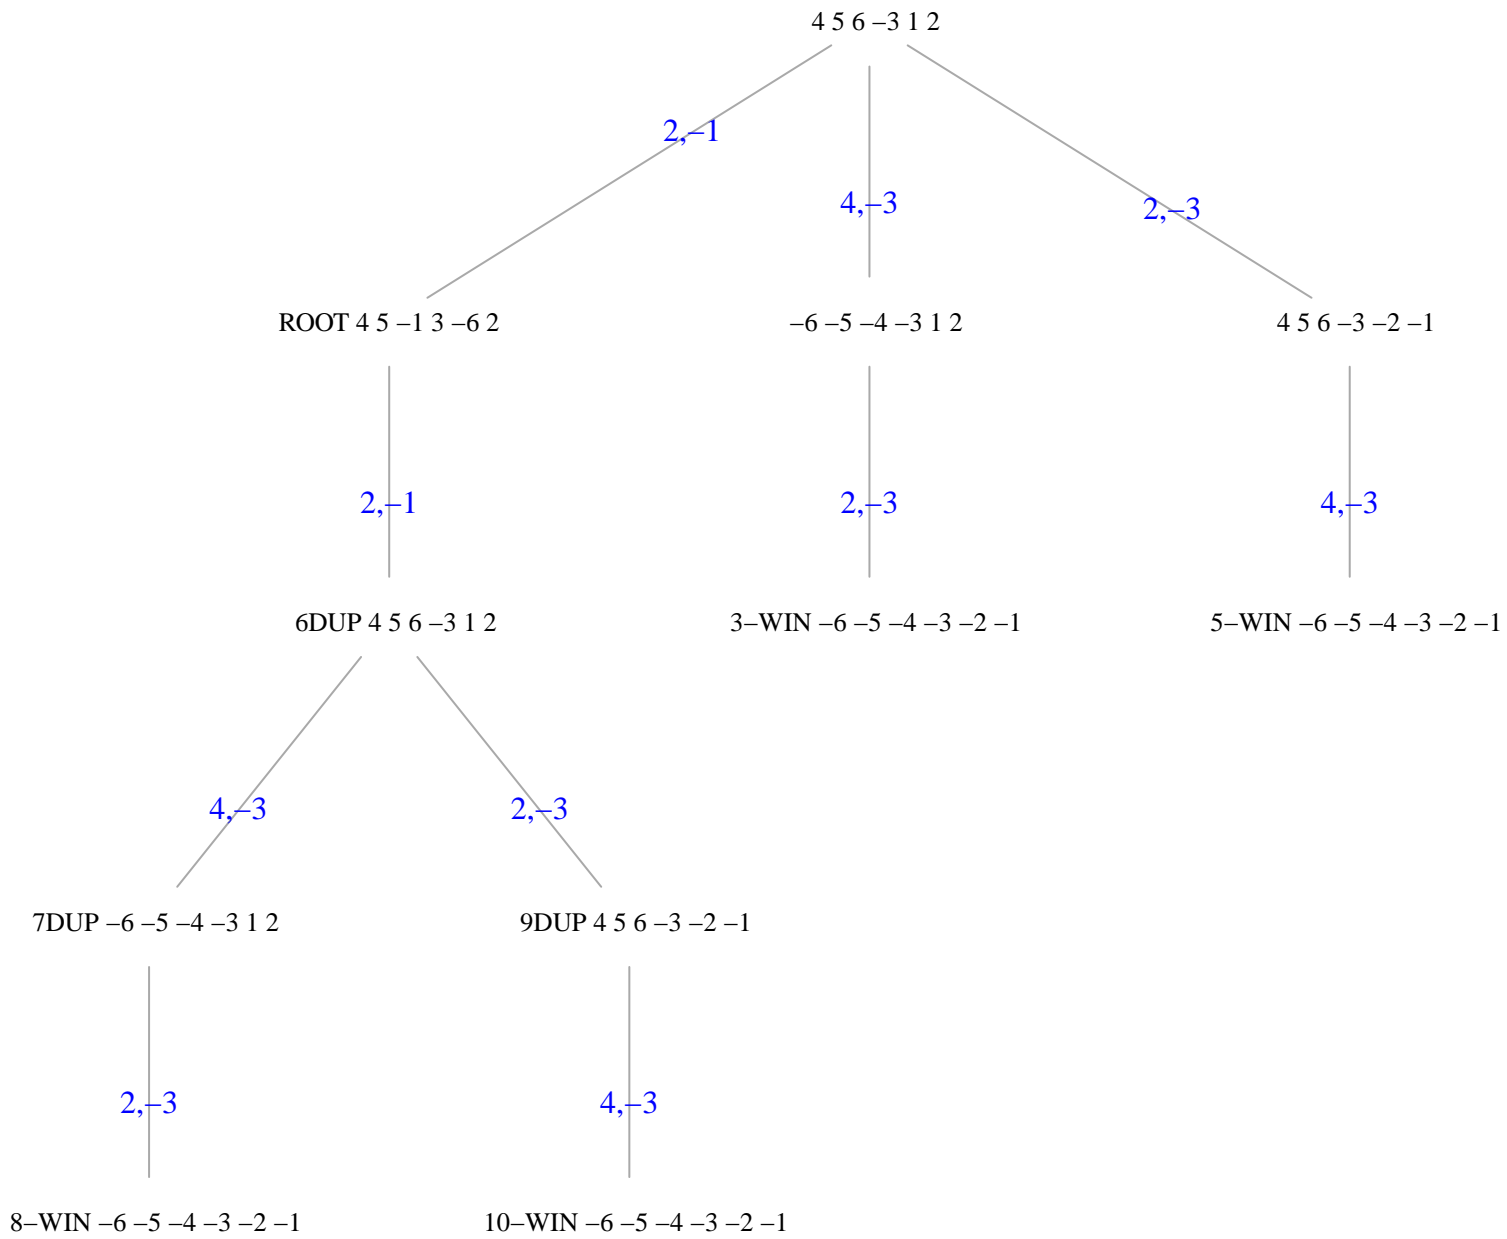 4 5 6 –3 1 2
2,–1
4,–3
2,–3
ROOT 4 5 –1 3 –6 2
–6 –5 –4 –3 1 2
4 5 6 –3 –2 –1
2,–1
2,–3
4,–3
6DUP 4 5 6 –3 1 2
3–WIN –6 –5 –4 –3 –2 –1
5–WIN –6 –5 –4 –3 –2 –1
4,–3
2,–3
7DUP –6 –5 –4 –3 1 2
9DUP 4 5 6 –3 –2 –1
2,–3
4,–3
8–WIN –6 –5 –4 –3 –2 –1
10–WIN –6 –5 –4 –3 –2 –1